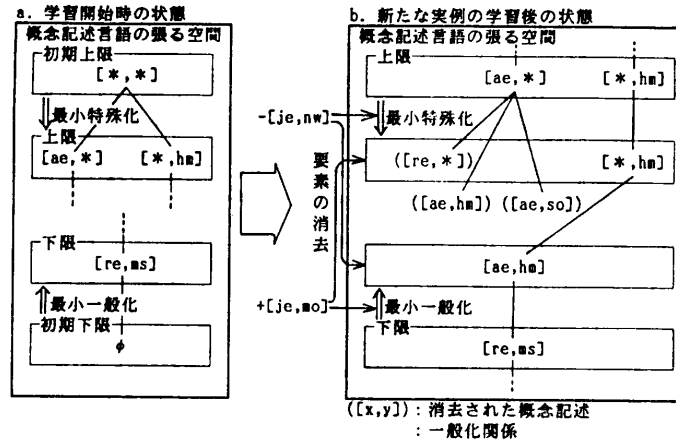 a. 学習開始時の状態
概念記述言語の張る空間
初期上限
[*,*]
最小特殊化
上限
[ae,*] [*,hm]
下限
[re,ms]
最小一般化
初期下限
φ
b. 新たな実例の学習後の状態
概念記述言語の張る空間
上限
[ae,*] [*,hm]
-[je,nw]
最小特殊化
要素の消去
([re,*]) [*,hm]
([ae,hm]) ([ae,so])
[ae,hm]
+[je,mo]
最小一般化
下限
[re,ms]
([x,y]):消去された概念記述
:一般化関係